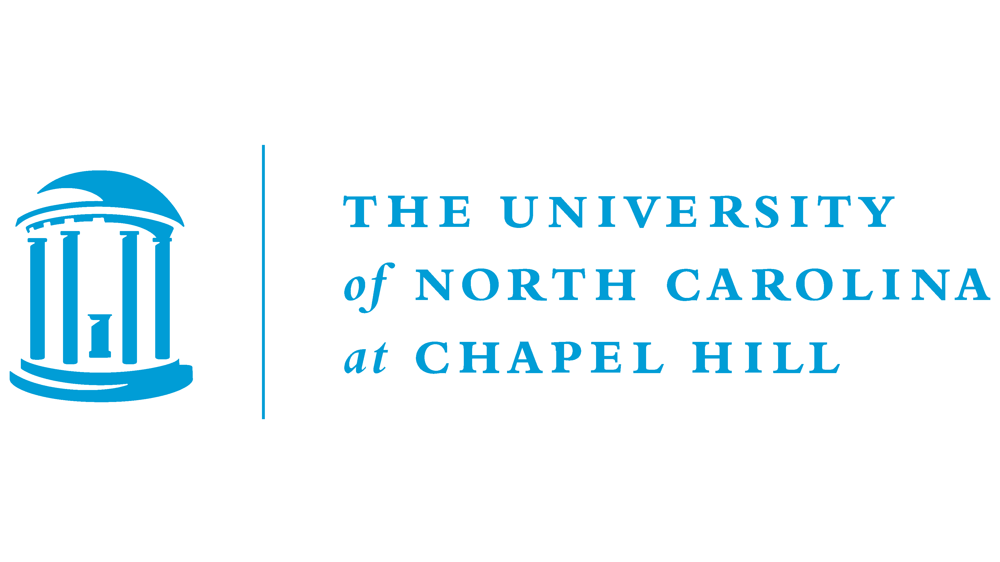 THE UNIVERSITY
of NORTH CAROLINA
at CHAPEL HILL